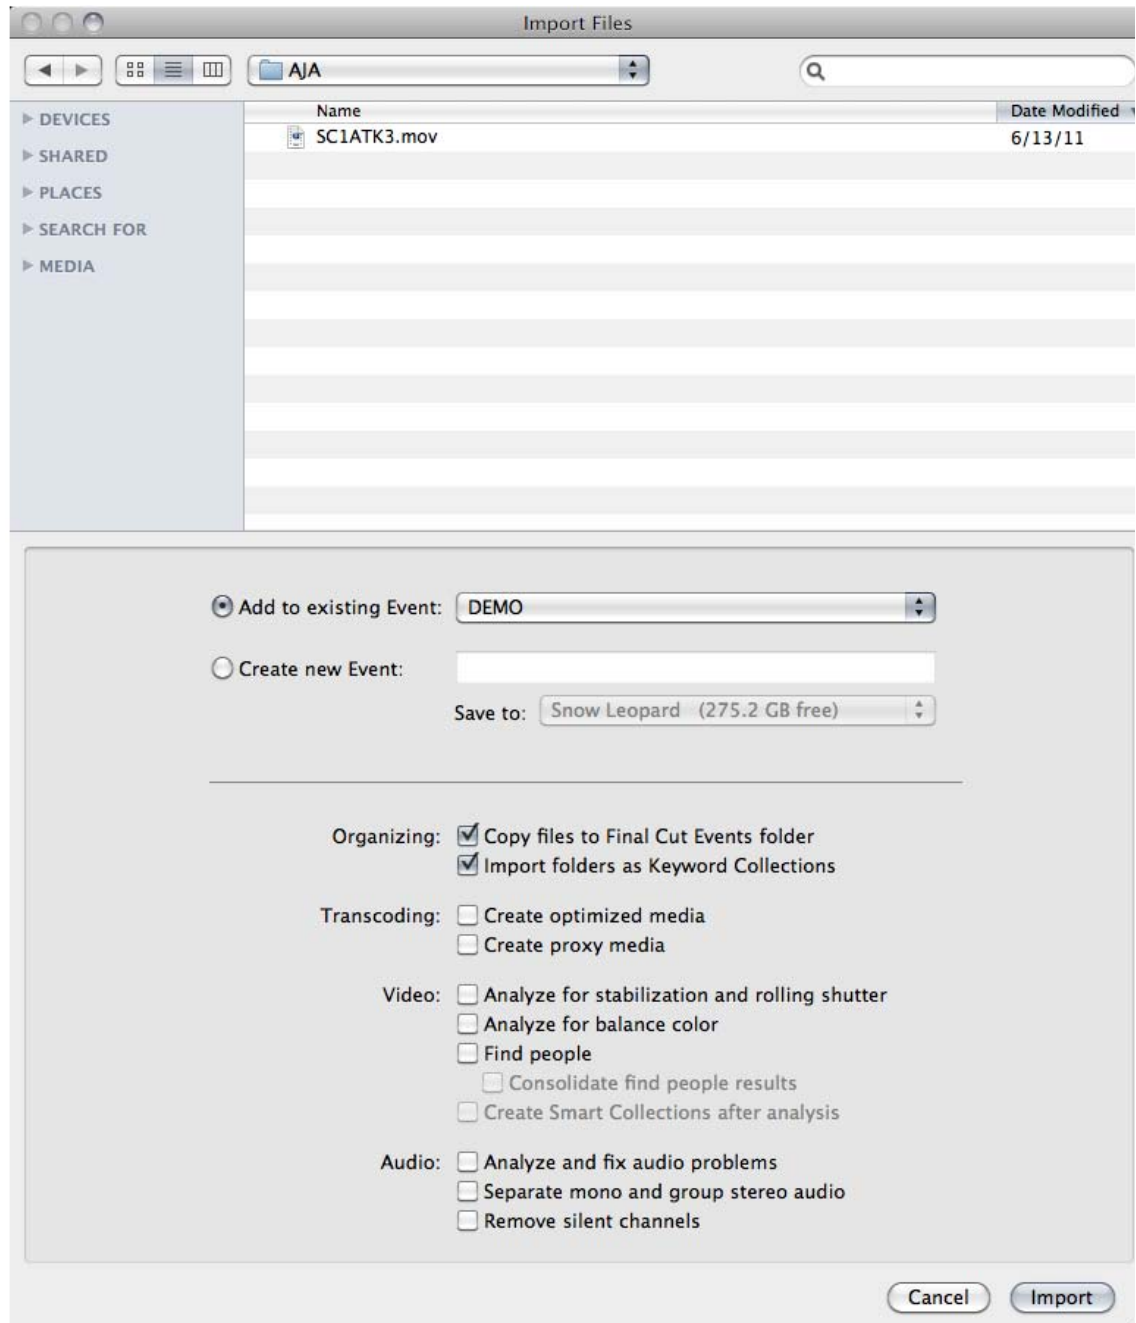 Import Files
AJA
DEVICES
SHARED
PLACES
SEARCH FOR
MEDIA
Name Date Modified
SC1ATK3.mov 6/13/11
Add to existing Event: DEMO
Create new Event:
Save to: Snow Leopard (275.2 GB free)
Organizing: Copy files to Final Cut Events folder
Import folders as Keyword Collections
Transcoding: Create optimized media
Create proxy media
Video: Analyze for stabilization and rolling shutter
Analyze for balance color
Find people
Consolidate find people results
Create Smart Collections after analysis
Audio: Analyze and fix audio problems
Separate mono and group stereo audio
Remove silent channels
Cancel Import